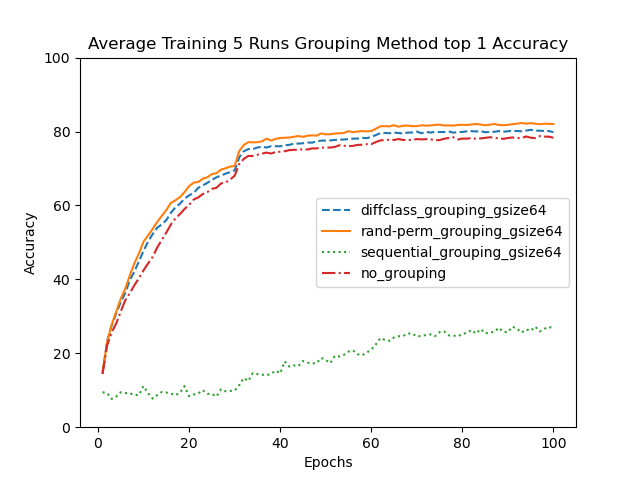 Average Training 5 Runs Grouping Method top 1 Accuracy
100
80
60
40
20
0
Accuracy
diffclass_grouping_gsize64
rand-perm_grouping_gsize64
sequential_grouping_gsize64
no_grouping
0 20 40 60 80 100
Epochs